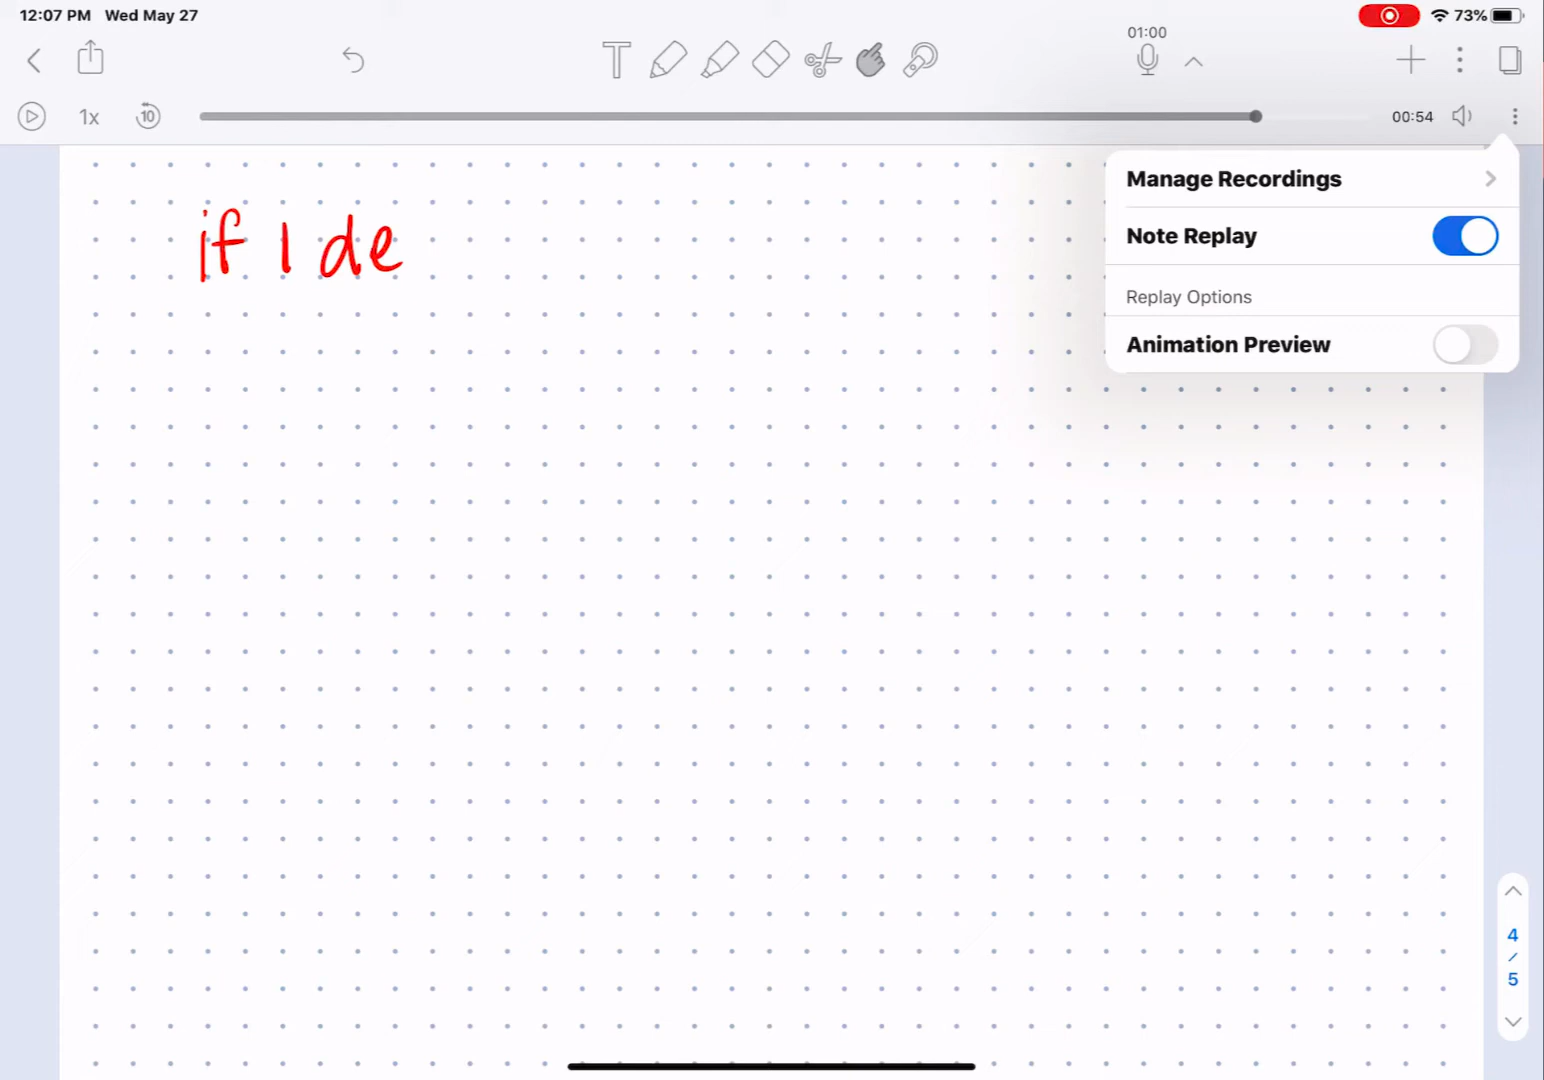 12:07 PM Wed May 27
73%
01:00
T
1x
10
00:54
if I de
Manage Recordings
Note Replay
Replay Options
Animation Preview
4
/
5